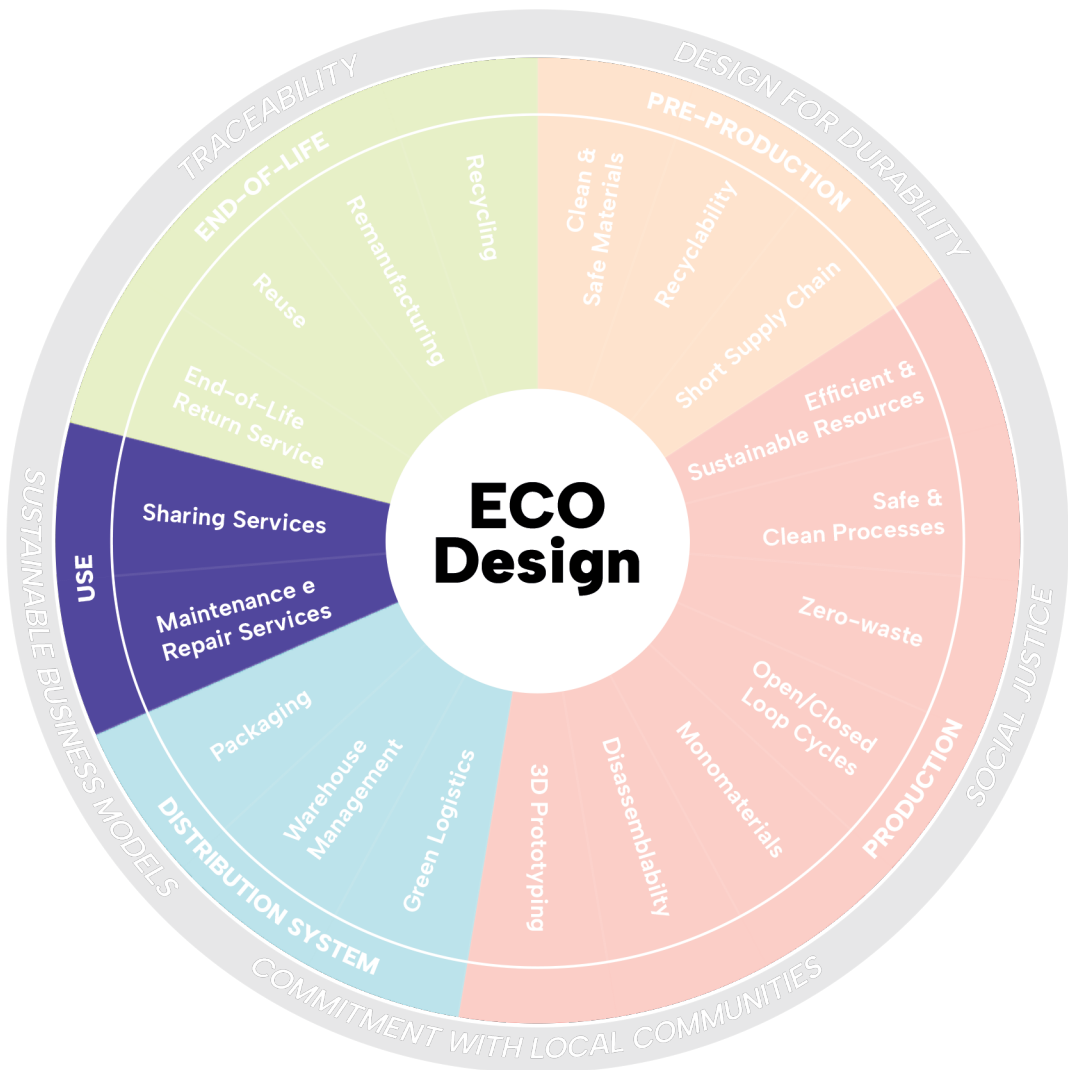 ECO
Design
TRACEABILITY
DESIGN FOR DURABILITY
SOCIAL JUSTICE
COMMITMENT WITH LOCAL COMMUNITIES
SUSTAINABLE BUSINESS MODELS
PRE-PRODUCTION
Clean &
Safe Materials
Recyclability
Short Supply Chain
PRODUCTION
Efficient &
Sustainable Resources
Safe &
Clean Processes
Zero-waste
Open/Closed
Loop Cycles
Monomaterials
Disassemblabilty
3D Prototyping
DISTRIBUTION SYSTEM
Green Logistics
Warehouse
Management
Packaging
USE
Maintenance e
Repair Services
Sharing Services
END-OF-LIFE
End-of-Life
Return Service
Reuse
Remanufacturing
Recycling